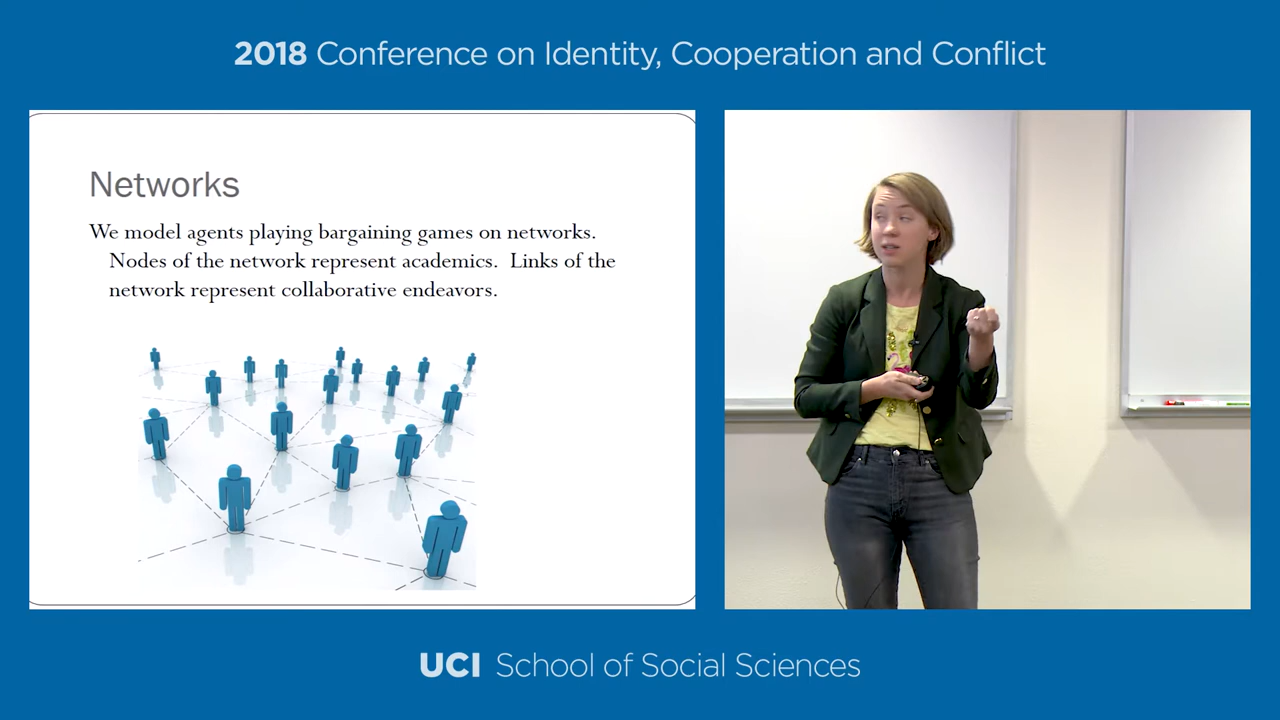 2018 Conference on Identity, Cooperation and Conflict
Networks
We model agents playing bargaining games on networks.
Nodes of the network represent academics. Links of the
network represent collaborative endeavors.
UCI School of Social Sciences